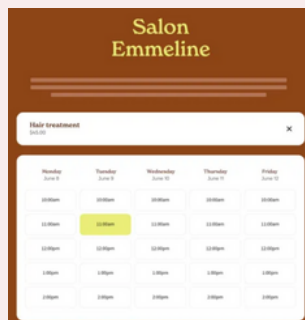 Salon
Emmeline
Hair treatment
$45.00
×
Monday Tuesday Wednesday Thursday Friday
June 8 June 9 June 10 June 11 June 12
10:00am 10:00am 10:00am 10:00am 10:00am
11:00am 11:00am 11:00am 11:00am 11:00am
12:00pm 12:00pm 12:00pm 12:00pm 12:00pm
1:00pm 1:00pm 1:00pm 1:00pm 1:00pm
2:00pm 2:00pm 2:00pm 2:00pm 2:00pm